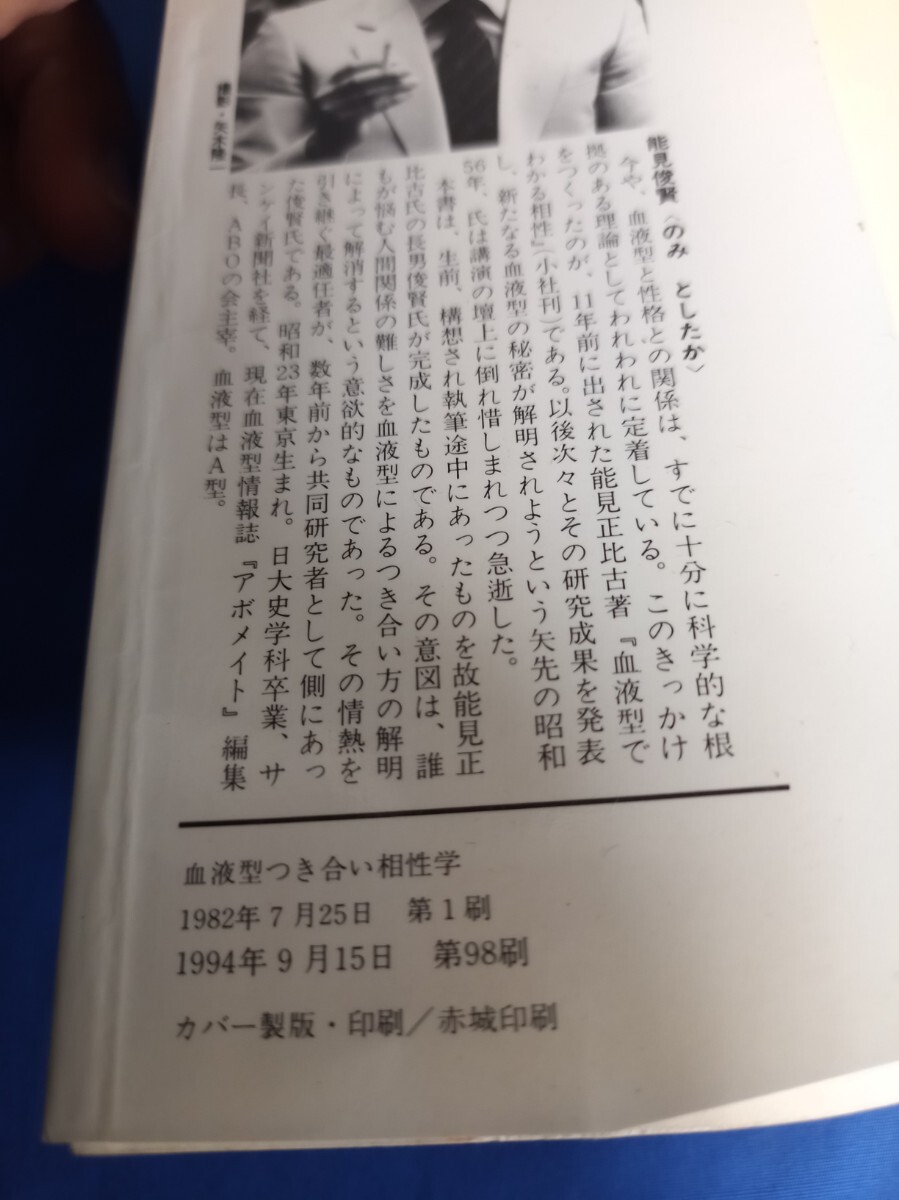 撮影・矢木隆一
能見俊賢〈のみ としたか〉
今や、血液型と性格との関係は、すでに十分に科学的な根
拠のある理論としてわれわれに定着している。このきっかけ
をつくったのが、11年前に出された能見正比古著『血液型で
わかる相性』(小社刊)である。以後次々とその研究成果を発表
し、新たなる血液型の秘密が解明されようという矢先の昭和
56年、氏は講演の壇上に倒れ惜しまれつつ急逝した。
本書は、生前、構想され執筆途中にあったものを故能見正
比古氏の長男俊賢氏が完成したものである。その意図は、誰
もが悩む人間関係の難しさを血液型によるつき合い方の解明
によって解消するという意欲的なものであった。その情熱を
引き継ぐ最適任者が、数年前から共同研究者として側にあっ
た俊賢氏である。昭和23年東京生まれ。日大史学科卒業、サ
ンケイ新聞社を経て、現在血液型情報誌『アボメイト』編集
長、ABOの会主宰。血液型はA型。
血液型つき合い相性学
1982年7月25日 第1刷
1994年9月15日 第98刷
カバー製版・印刷/赤城印刷